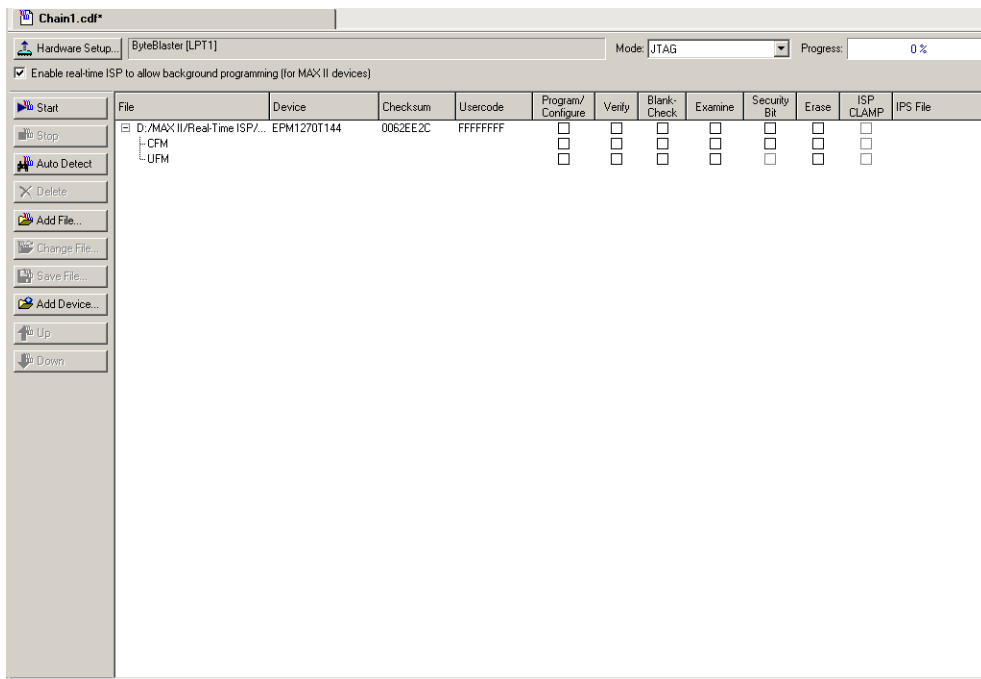 Chain1.cdf*
Hardware Setup... ByteBlaster [LPT1] Mode: JTAG Progress: 0 %
Enable real-time ISP to allow background programming (for MAX II devices)
Start
Stop
Auto Detect
Delete
Add File...
Change File...
Save File...
Add Device...
Up
Down
File Device Checksum Usercode Program/ Configure Verify Blank- Check Examine Security Bit Erase ISP CLAMP IPS File
D:/MAX II/Real-Time ISP/... EPM1270T144 0062EE2C FFFFFFFF
CFM
UFM